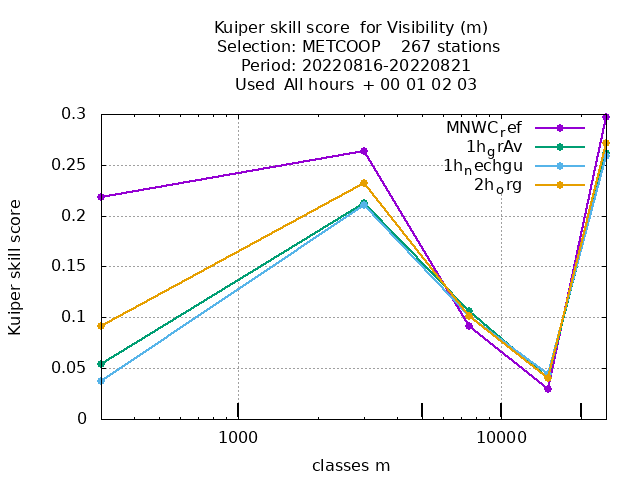 Kuiper skill score  for Visibility (m)
Selection: METCOOP    267 stations
Period: 20220816-20220821
Used  All hours  + 00 01 02 03
0.3
0.25
0.2
0.15
0.1
0.05
0
Kuiper skill score
MNWC_ref
1h_grAv
1h_nechgu
2h_org
1000
10000
classes m